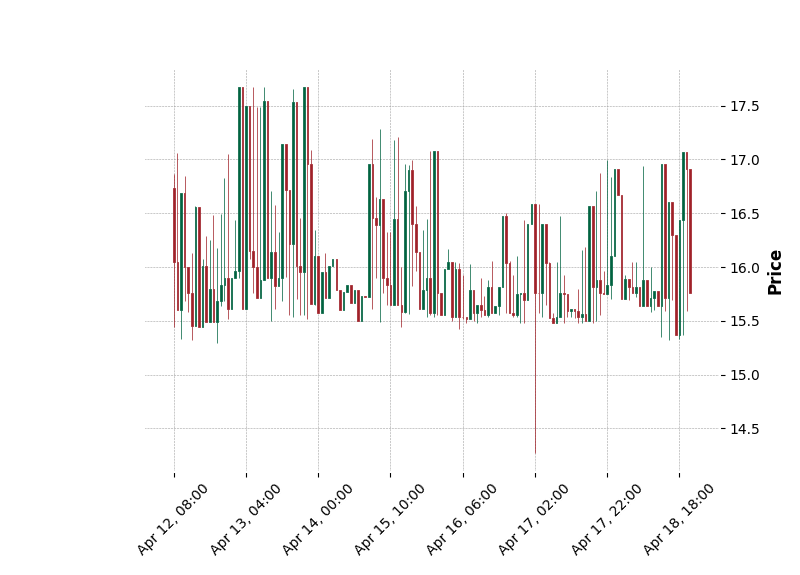 17.5
17.0
16.5
16.0
15.5
15.0
14.5
Price
Apr 12, 08:00
Apr 13, 04:00
Apr 14, 00:00
Apr 15, 10:00
Apr 16, 06:00
Apr 17, 02:00
Apr 17, 22:00
Apr 18, 18:00